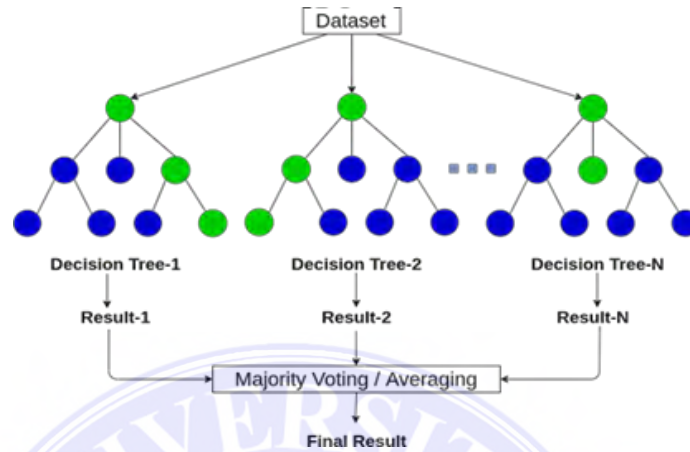 Dataset
Decision Tree-1 Decision Tree-2 Decision Tree-N
Result-1 Result-2 Result-N
Majority Voting / Averaging
Final Result